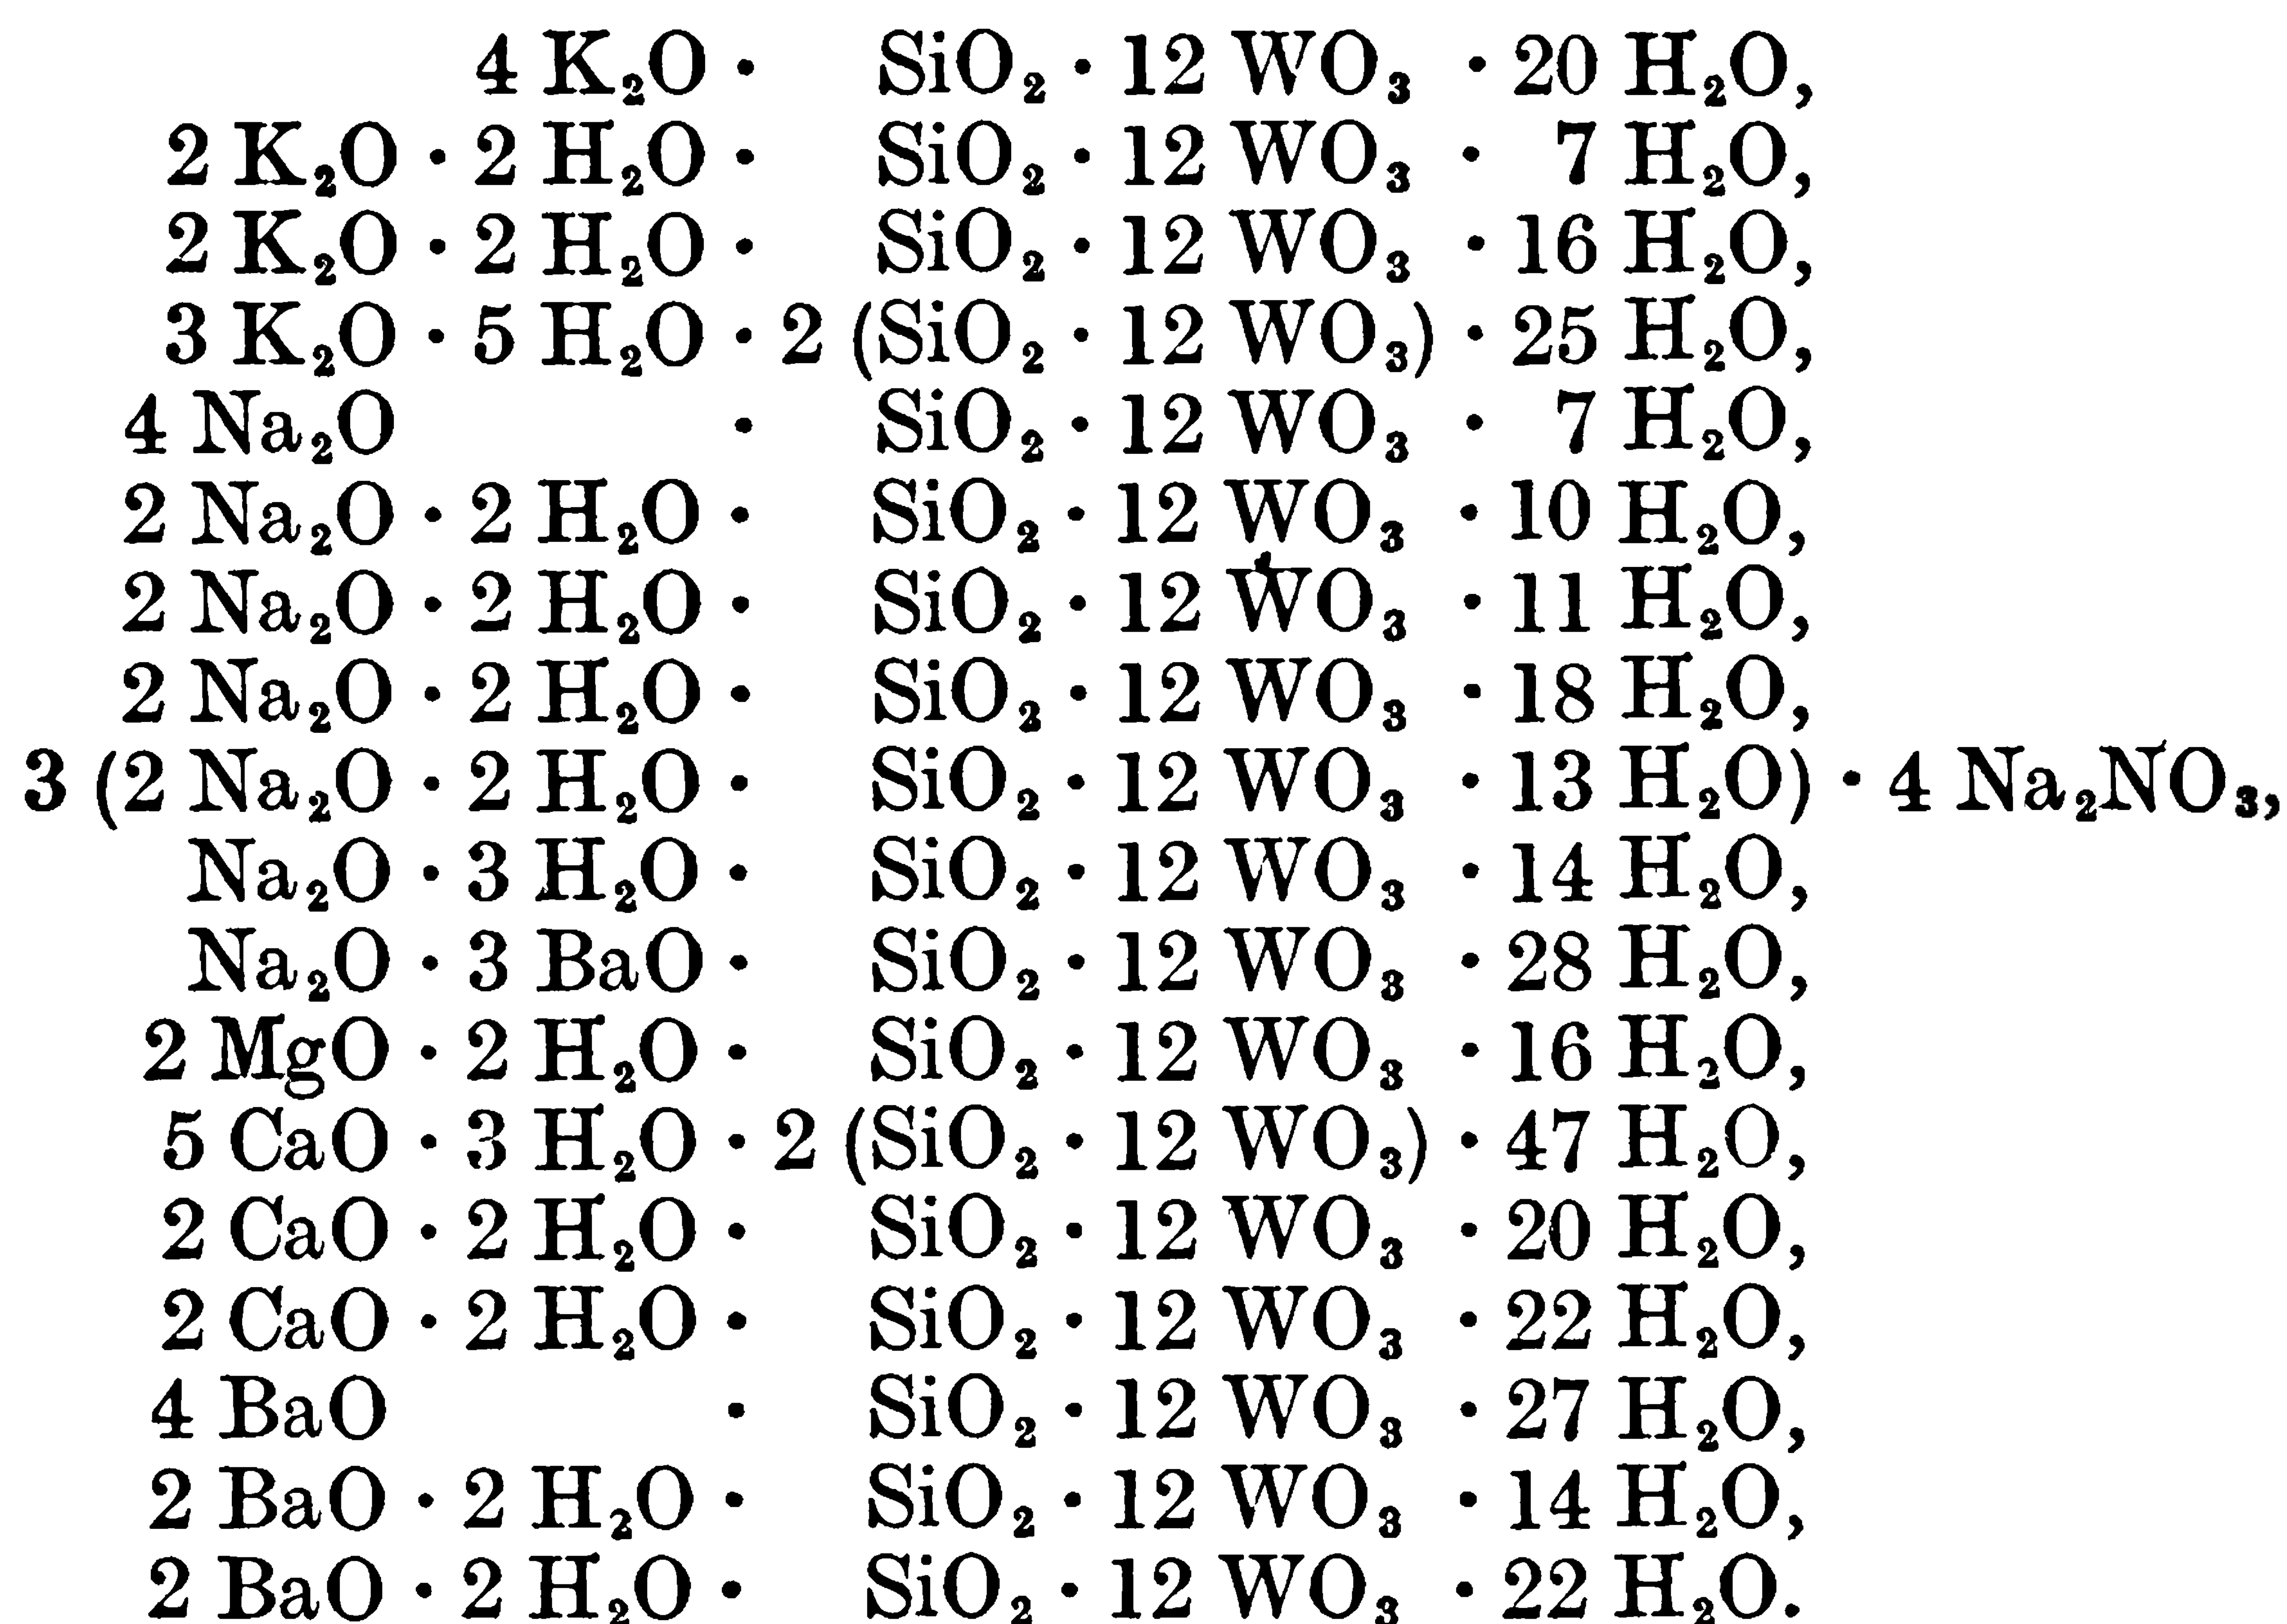 4 K₂O · SiO₂ · 12 WO₃ · 20 H₂O,
2 K₂O · 2 H₂O · SiO₂ · 12 WO₃ · 7 H₂O,
2 K₂O · 2 H₂O · SiO₂ · 12 WO₃ · 16 H₂O,
3 K₂O · 5 H₂O · 2 (SiO₂ · 12 WO₃) · 25 H₂O,
4 Na₂O · SiO₂ · 12 WO₃ · 7 H₂O,
2 Na₂O · 2 H₂O · SiO₂ · 12 WO₃ · 10 H₂O,
2 Na₂O · 2 H₂O · SiO₂ · 12 WO₃ · 11 H₂O,
2 Na₂O · 2 H₂O · SiO₂ · 12 WO₃ · 18 H₂O,
3 (2 Na₂O · 2 H₂O · SiO₂ · 12 WO₃ · 13 H₂O) · 4 Na₂NO₃,
Na₂O · 3 H₂O · SiO₂ · 12 WO₃ · 14 H₂O,
Na₂O · 3 BaO · SiO₂ · 12 WO₃ · 28 H₂O,
2 MgO · 2 H₂O · SiO₂ · 12 WO₃ · 16 H₂O,
5 CaO · 3 H₂O · 2 (SiO₂ · 12 WO₃) · 47 H₂O,
2 CaO · 2 H₂O · SiO₂ · 12 WO₃ · 20 H₂O,
2 CaO · 2 H₂O · SiO₂ · 12 WO₃ · 22 H₂O,
4 BaO · SiO₂ · 12 WO₃ · 27 H₂O,
2 BaO · 2 H₂O · SiO₂ · 12 WO₃ · 14 H₂O,
2 BaO · 2 H₂O · SiO₂ · 12 WO₃ · 22 H₂O.